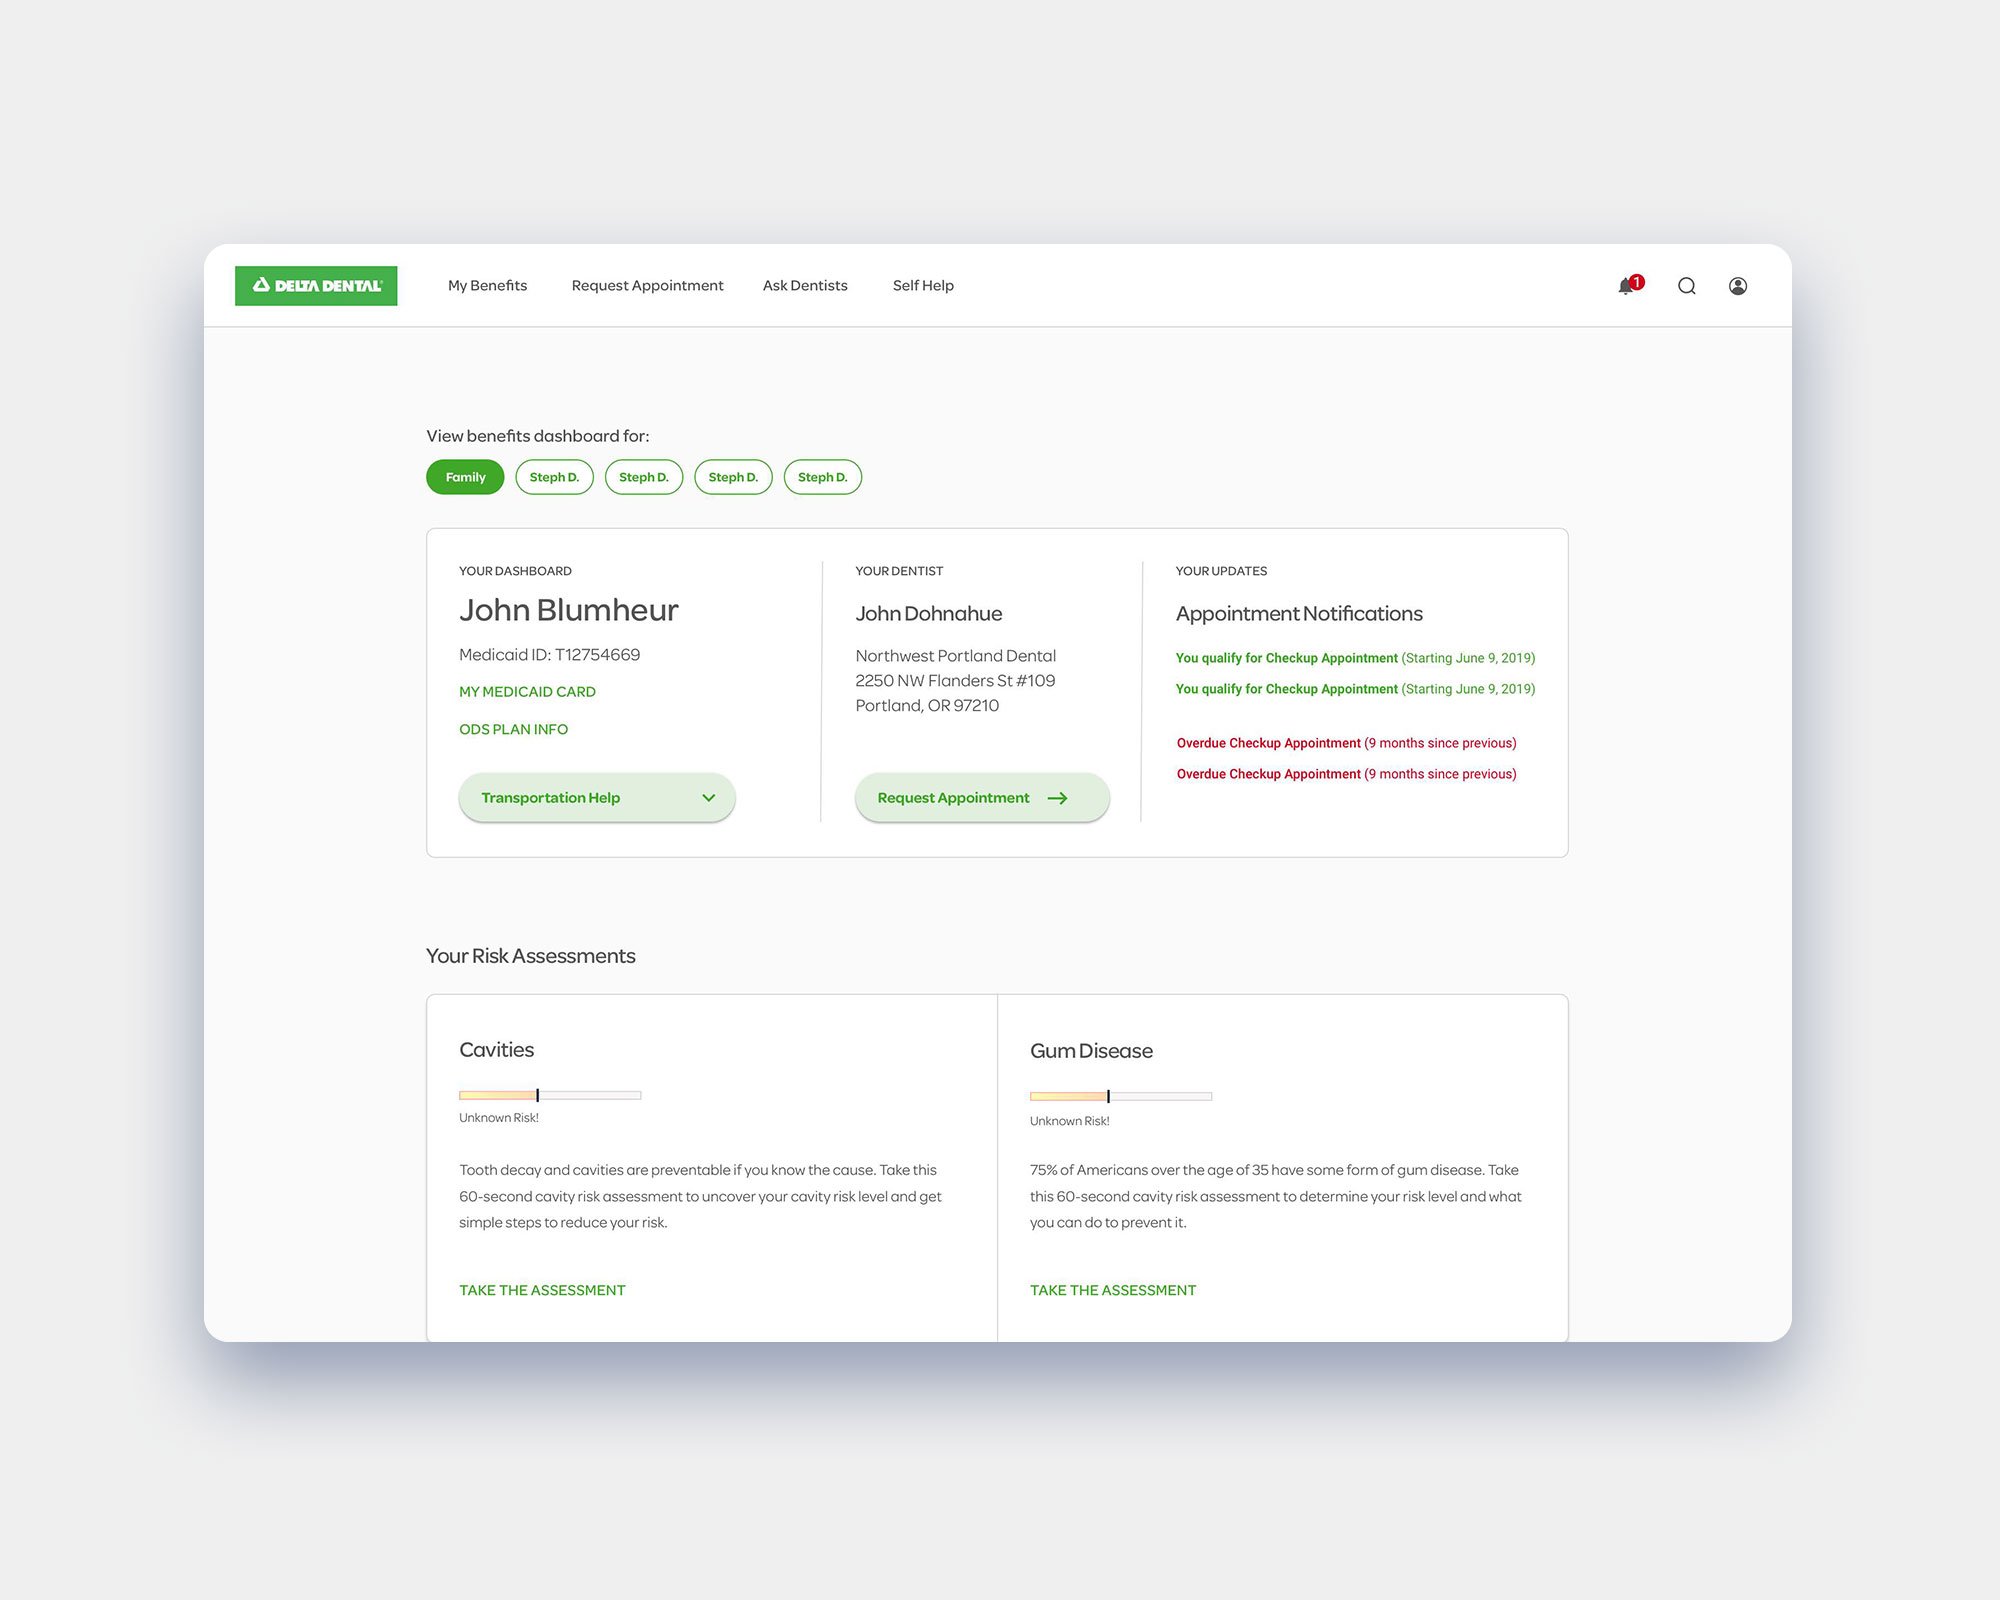 DELTA DENTAL
My Benefits
Request Appointment
Ask Dentists
Self Help
1
View benefits dashboard for:
Family
Steph D.
Steph D.
Steph D.
Steph D.
YOUR DASHBOARD
John Blumheur
Medicaid ID: T12754669
MY MEDICAID CARD
ODS PLAN INFO
Transportation Help
YOUR DENTIST
John Dohnahue
Northwest Portland Dental
2250 NW Flanders St #109
Portland, OR 97210
Request Appointment
YOUR UPDATES
Appointment Notifications
You qualify for Checkup Appointment (Starting June 9, 2019)
You qualify for Checkup Appointment (Starting June 9, 2019)
Overdue Checkup Appointment (9 months since previous)
Overdue Checkup Appointment (9 months since previous)
Your Risk Assessments
Cavities
Unknown Risk!
Tooth decay and cavities are preventable if you know the cause. Take this
60-second cavity risk assessment to uncover your cavity risk level and get
simple steps to reduce your risk.
TAKE THE ASSESSMENT
Gum Disease
Unknown Risk!
75% of Americans over the age of 35 have some form of gum disease. Take
this 60-second cavity risk assessment to determine your risk level and what
you can do to prevent it.
TAKE THE ASSESSMENT